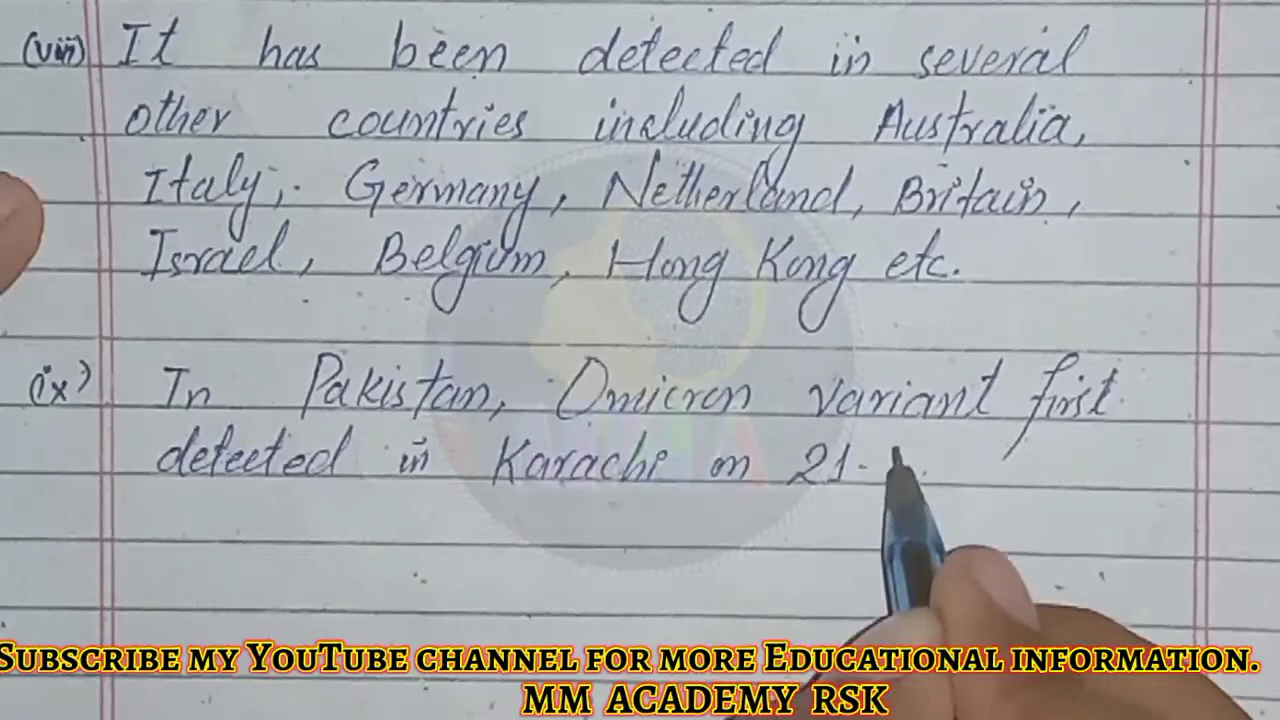 (viii) It has been detected in several
other countries including Australia,
Italy, Germany, Netherland, Britain,
Israel, Belgium, Hong Kong etc.
(ix) In Pakistan, Omicron variant first
detected in Karachi on 21-
SUBSCRIBE MY YOUTUBE CHANNEL FOR MORE EDUCATIONAL INFORMATION.
MM ACADEMY RSK